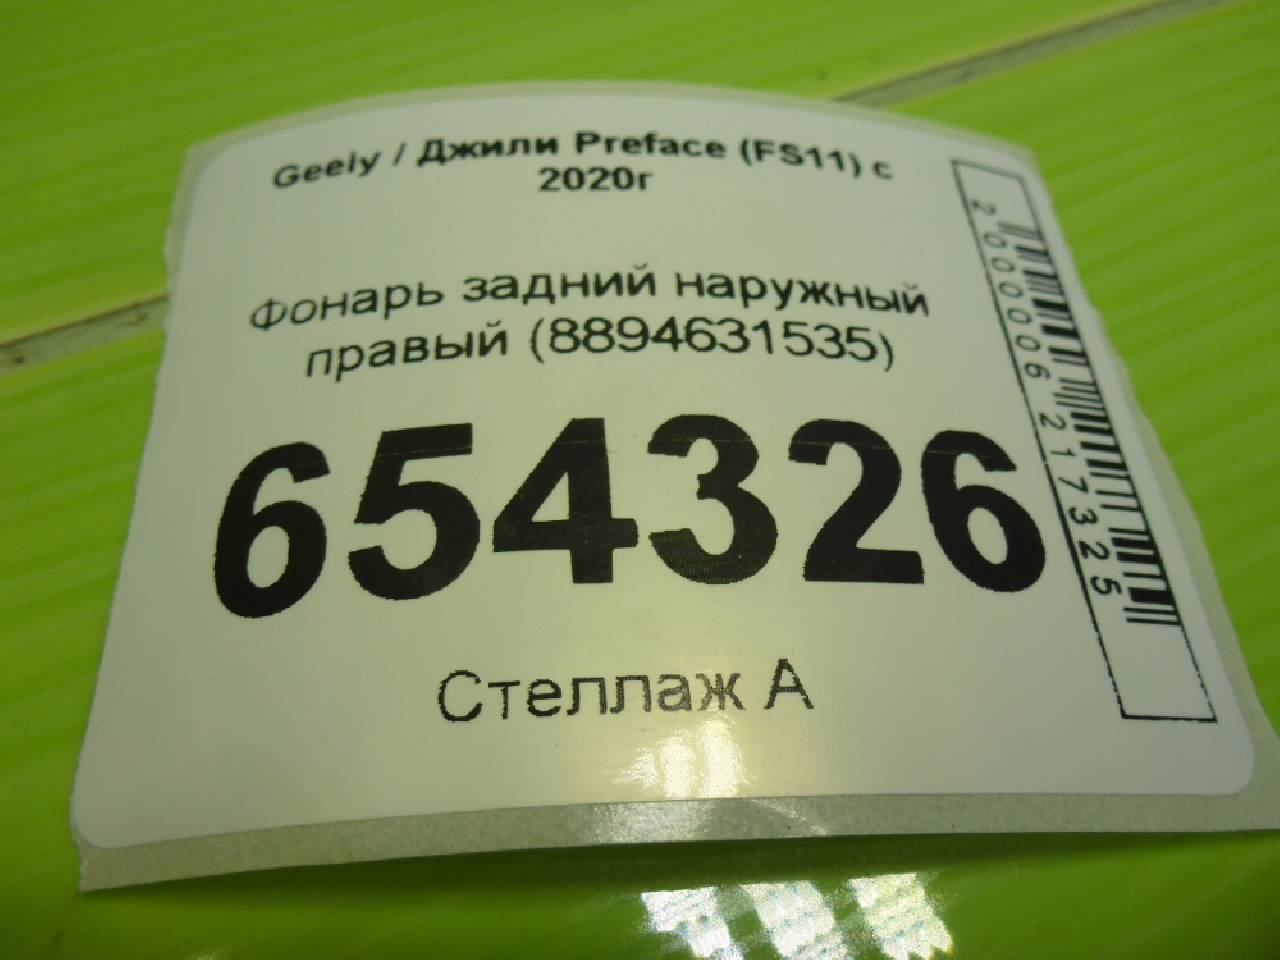 Geely / Джили Preface (FS11) с
2020г
Фонарь задний наружный
правый (8894631535)
654326
Стеллаж А
2000006217325